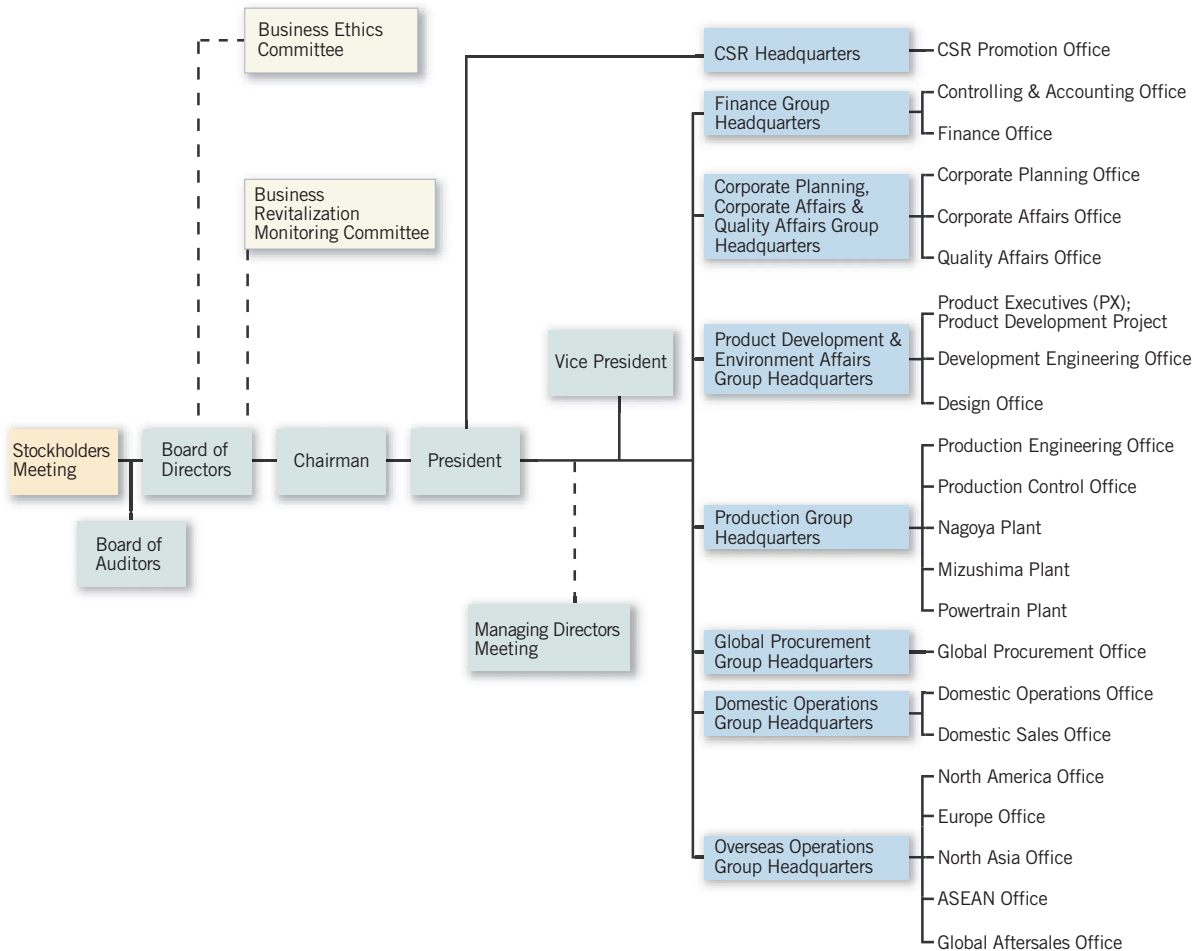 Business Ethics
Committee
Business
Revitalization
Monitoring Committee
Stockholders
Meeting
Board of
Directors
Chairman
President
Vice President
Board of
Auditors
Managing Directors
Meeting
CSR Headquarters
CSR Promotion Office
Finance Group
Headquarters
Controlling & Accounting Office
Finance Office
Corporate Planning,
Corporate Affairs &
Quality Affairs Group
Headquarters
Corporate Planning Office
Corporate Affairs Office
Quality Affairs Office
Product Development &
Environment Affairs
Group Headquarters
Product Executives (PX);
Product Development Project
Development Engineering Office
Design Office
Production Group
Headquarters
Production Engineering Office
Production Control Office
Nagoya Plant
Mizushima Plant
Powertrain Plant
Global Procurement
Group Headquarters
Global Procurement Office
Domestic Operations
Group Headquarters
Domestic Operations Office
Domestic Sales Office
Overseas Operations
Group Headquarters
North America Office
Europe Office
North Asia Office
ASEAN Office
Global Aftersales Office